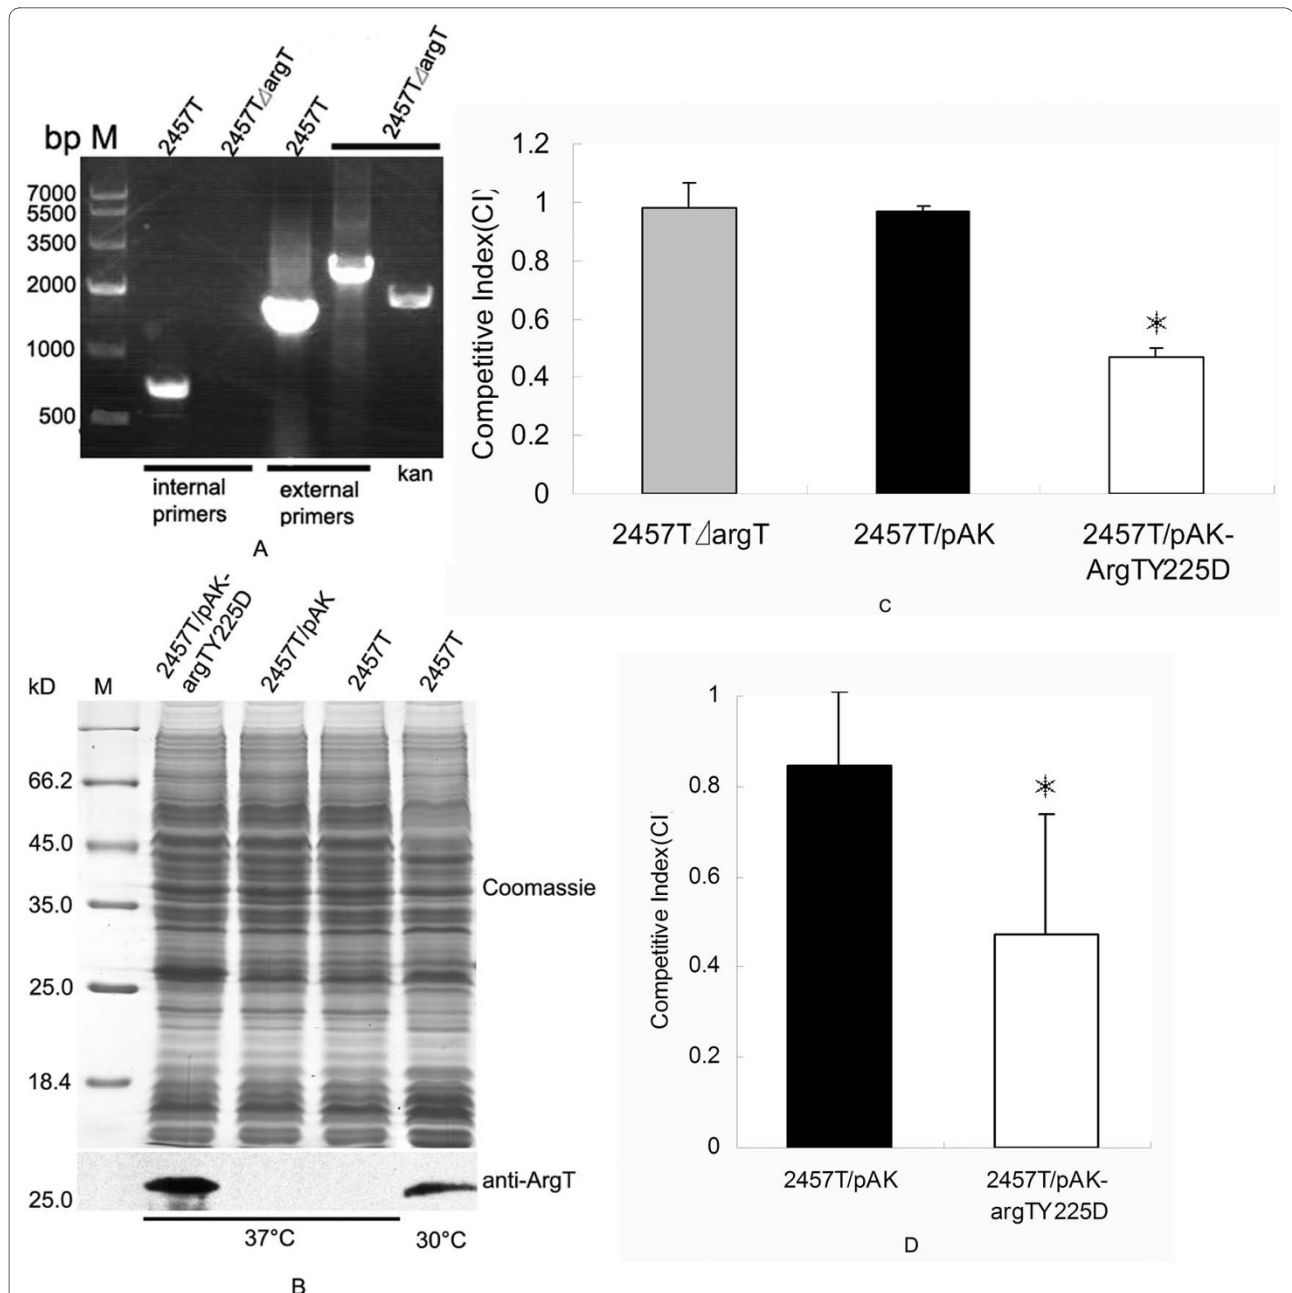 2457T
2457T⊿argT
2457T
2457T⊿argT
bp M
7000
5500
3500
2000
1000
500
internal
primers
external
primers
kan
A
1.2
1
0.8
0.6
0.4
0.2
0
Competitive Index(CI)
*
2457T⊿argT
2457T/pAK
2457T/pAK-
ArgTY225D
C
2457T/pAK-
argTY225D
2457T/pAK
2457T
2457T
kD M
66.2
45.0
35.0
25.0
18.4
Coomassie
25.0
anti-ArgT
37°C
30°C
B
1
0.8
0.6
0.4
0.2
0
Competitive Index(CI
*
2457T/pAK
2457T/pAK-
argTY225D
D